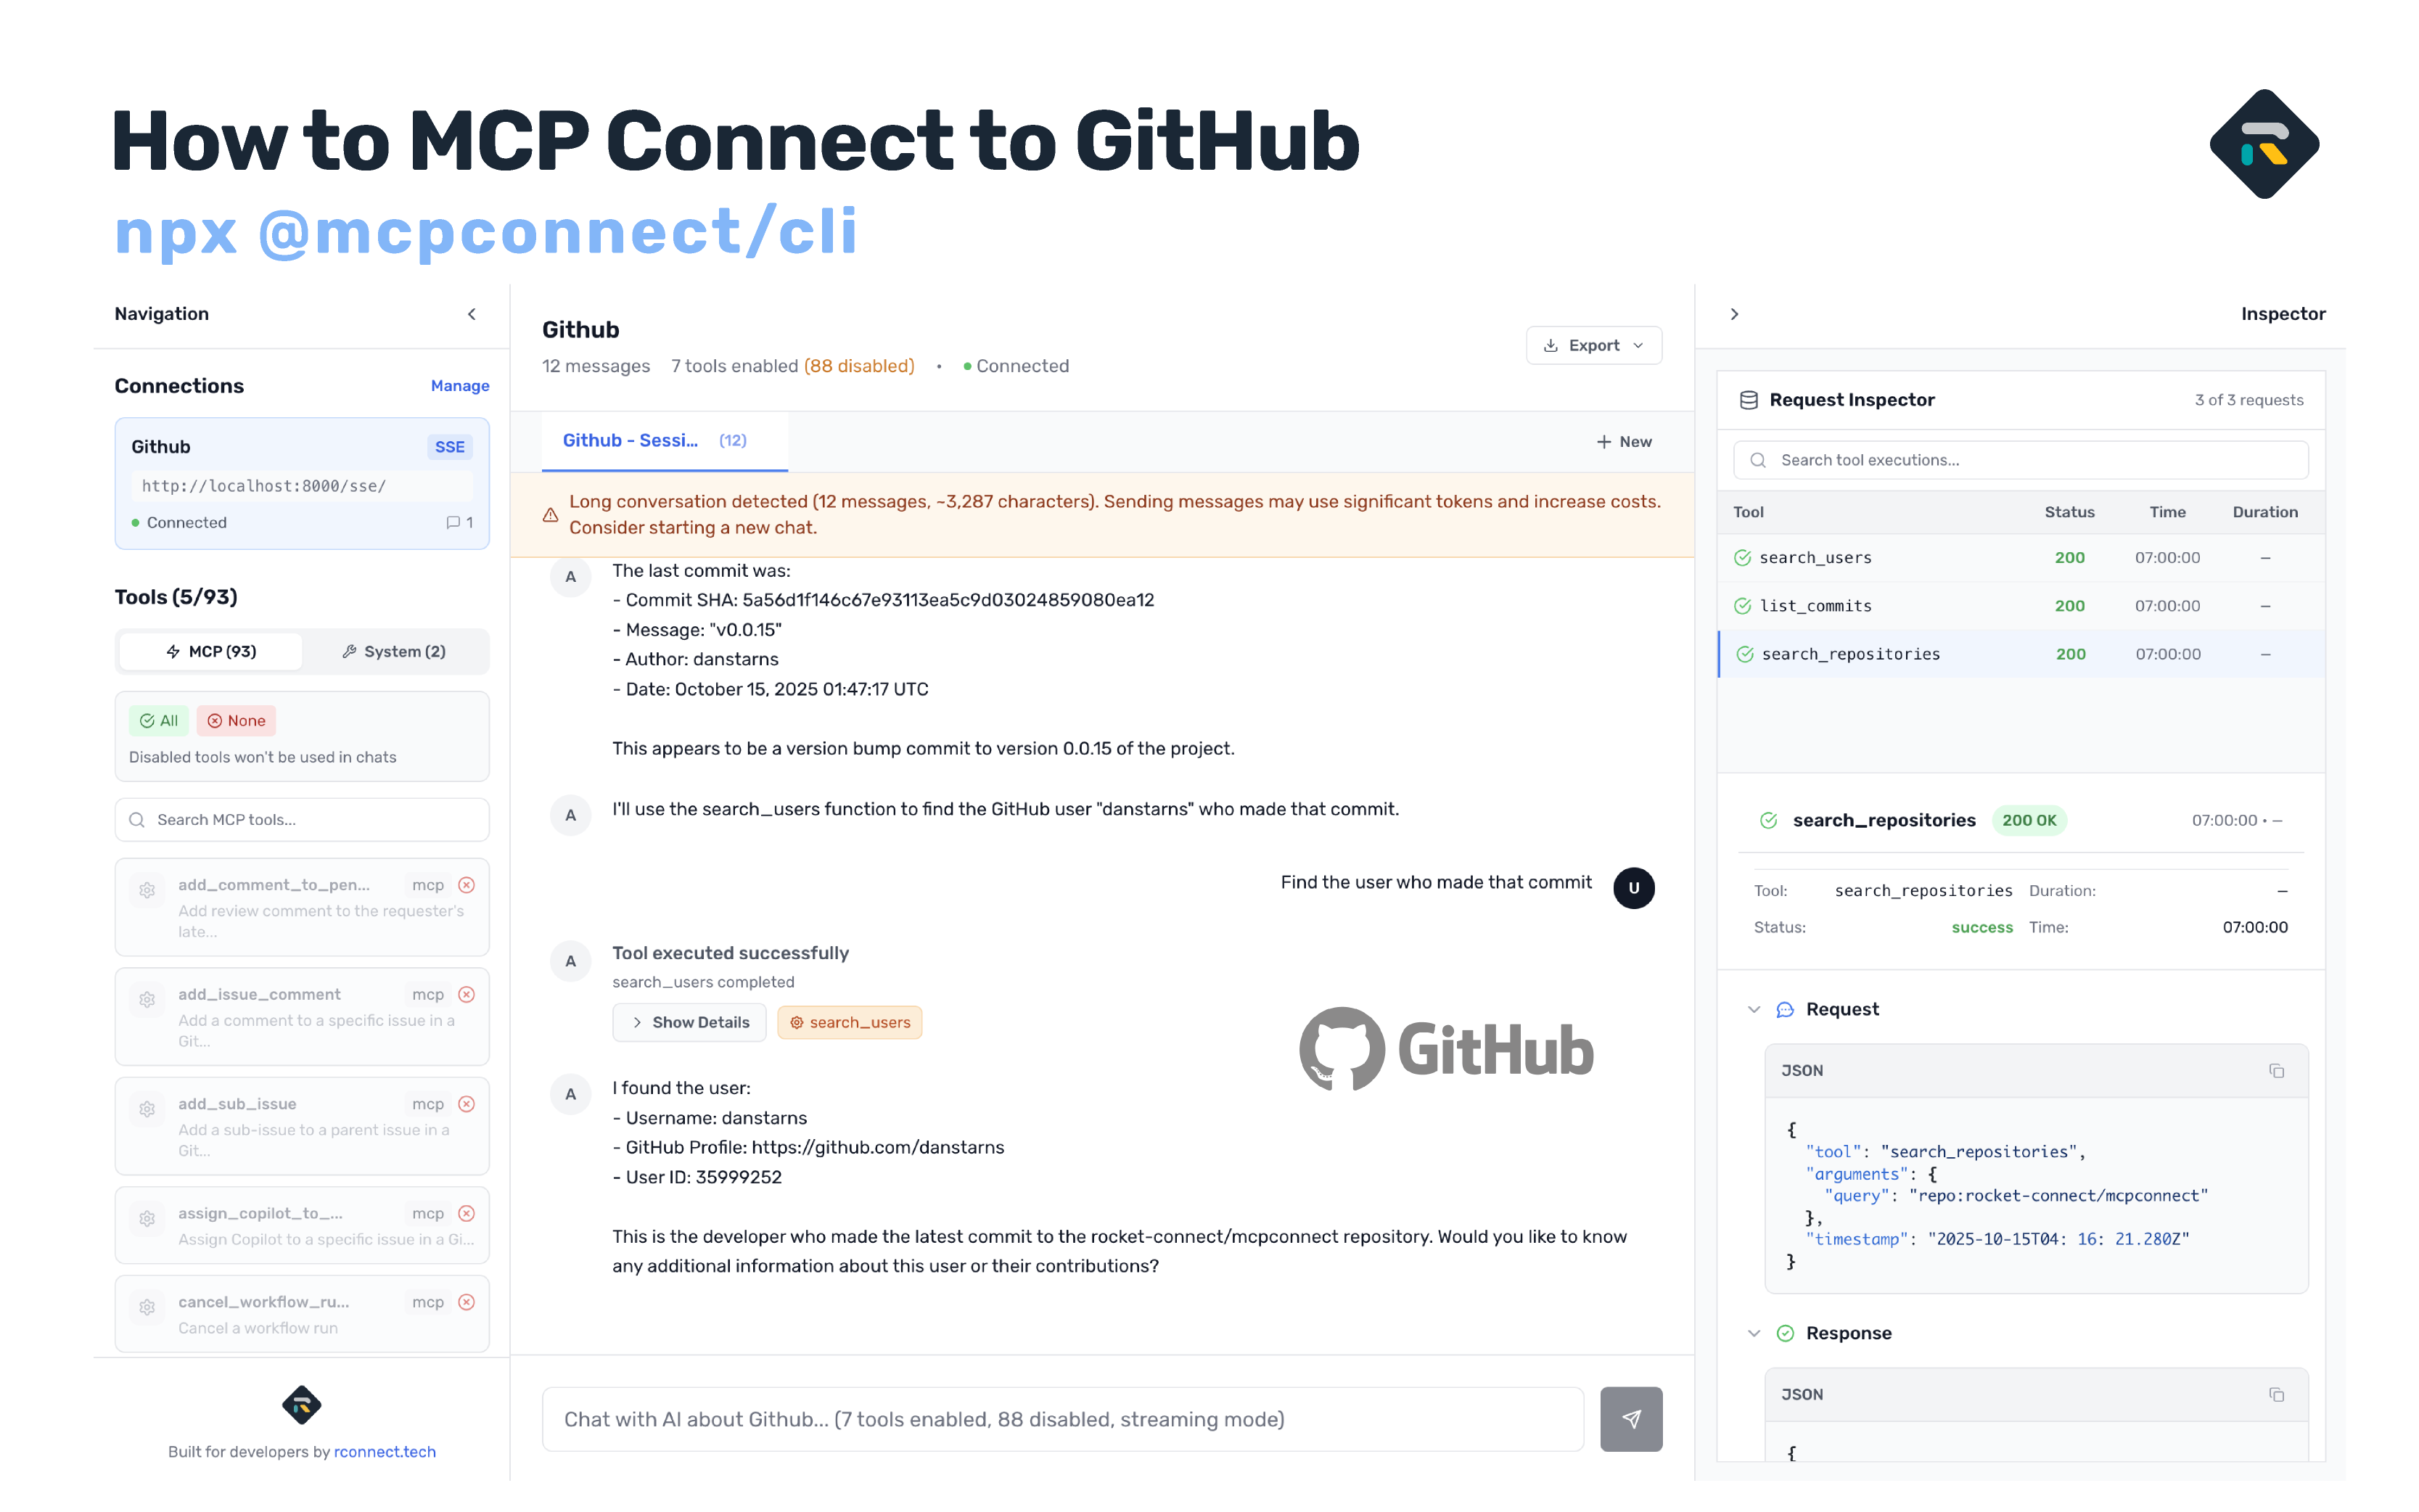 How to MCP Connect to GitHub
npx @mcpconnect/cli
Navigation
Connections
Manage
Github
SSE
http://localhost:8000/sse/
Connected
1
Tools (5/93)
MCP (93)
System (2)
All
None
Disabled tools won't be used in chats
Search MCP tools...
add_comment_to_pen...
mcp
Add review comment to the requester's
late...
add_issue_comment
mcp
Add a comment to a specific issue in a
Git...
add_sub_issue
mcp
Add a sub-issue to a parent issue in a
Git...
assign_copilot_to_...
mcp
Assign Copilot to a specific issue in a Gi...
cancel_workflow_ru...
mcp
Cancel a workflow run
Built for developers by rconnect.tech
Github
12 messages 7 tools enabled (88 disabled) • Connected
Export
Github - Sessi... (12)
+ New
Long conversation detected (12 messages, ~3,287 characters). Sending messages may use significant tokens and increase costs.
Consider starting a new chat.
A
The last commit was:
- Commit SHA: 5a56d1f146c67e93113ea5c9d03024859080ea12
- Message: "v0.0.15"
- Author: danstarns
- Date: October 15, 2025 01:47:17 UTC
This appears to be a version bump commit to version 0.0.15 of the project.
A
I'll use the search_users function to find the GitHub user "danstarns" who made that commit.
Find the user who made that commit
U
A
Tool executed successfully
search_users completed
Show Details
search_users
GitHub
A
I found the user:
- Username: danstarns
- GitHub Profile: https://github.com/danstarns
- User ID: 35999252
This is the developer who made the latest commit to the rocket-connect/mcpconnect repository. Would you like to know
any additional information about this user or their contributions?
Chat with AI about Github... (7 tools enabled, 88 disabled, streaming mode)
Inspector
Request Inspector
3 of 3 requests
Search tool executions...
Tool Status Time Duration
search_users 200 07:00:00 –
list_commits 200 07:00:00 –
search_repositories 200 07:00:00 –
search_repositories 200 OK 07:00:00 • –
Tool: search_repositories Duration: –
Status: success Time: 07:00:00
Request
JSON
{
"tool": "search_repositories",
"arguments": {
"query": "repo:rocket-connect/mcpconnect"
},
"timestamp": "2025-10-15T04: 16: 21.280Z"
}
Response
JSON
{